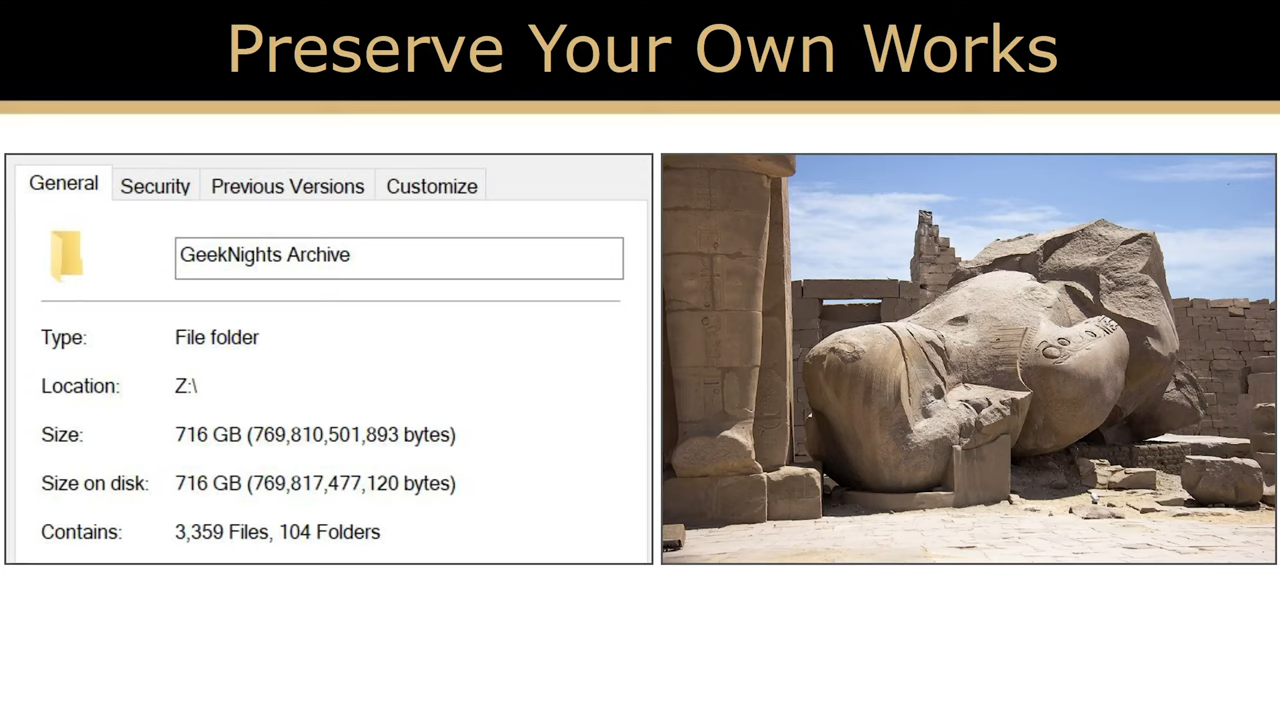 Preserve Your Own Works
General Security Previous Versions Customize
GeekNights Archive
Type: File folder
Location: Z:\
Size: 716 GB (769,810,501,893 bytes)
Size on disk: 716 GB (769,817,477,120 bytes)
Contains: 3,359 Files, 104 Folders